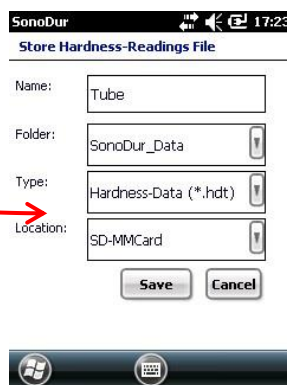 SonoDur 17:23
Store Hardness-Readings File
Name: Tube
Folder: SonoDur_Data
Type: Hardness-Data (*.hdt)
Location: SD-MMCard
Save Cancel